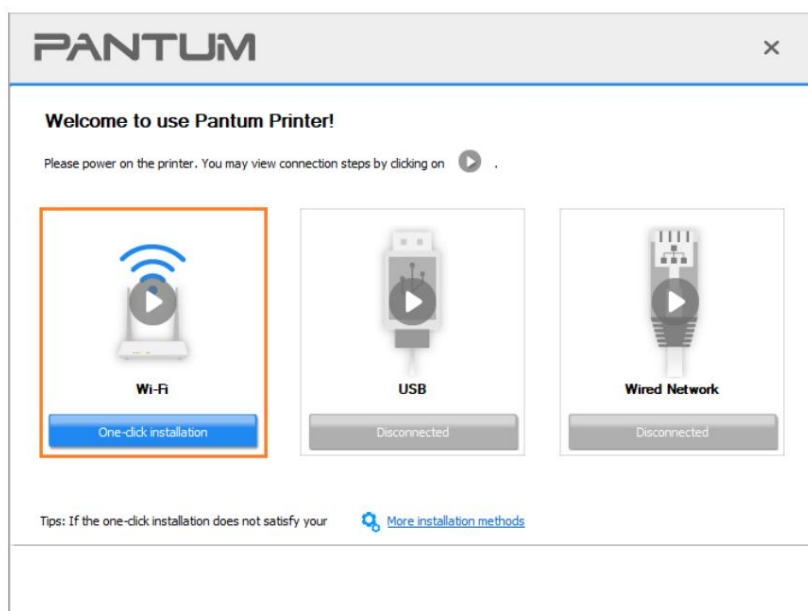 PANTUM
Welcome to use Pantum Printer!
Please power on the printer. You may view connection steps by clicking on .
Wi-Fi
One-click installation
USB
Disconnected
Wired Network
Disconnected
Tips: If the one-click installation does not satisfy your More installation methods